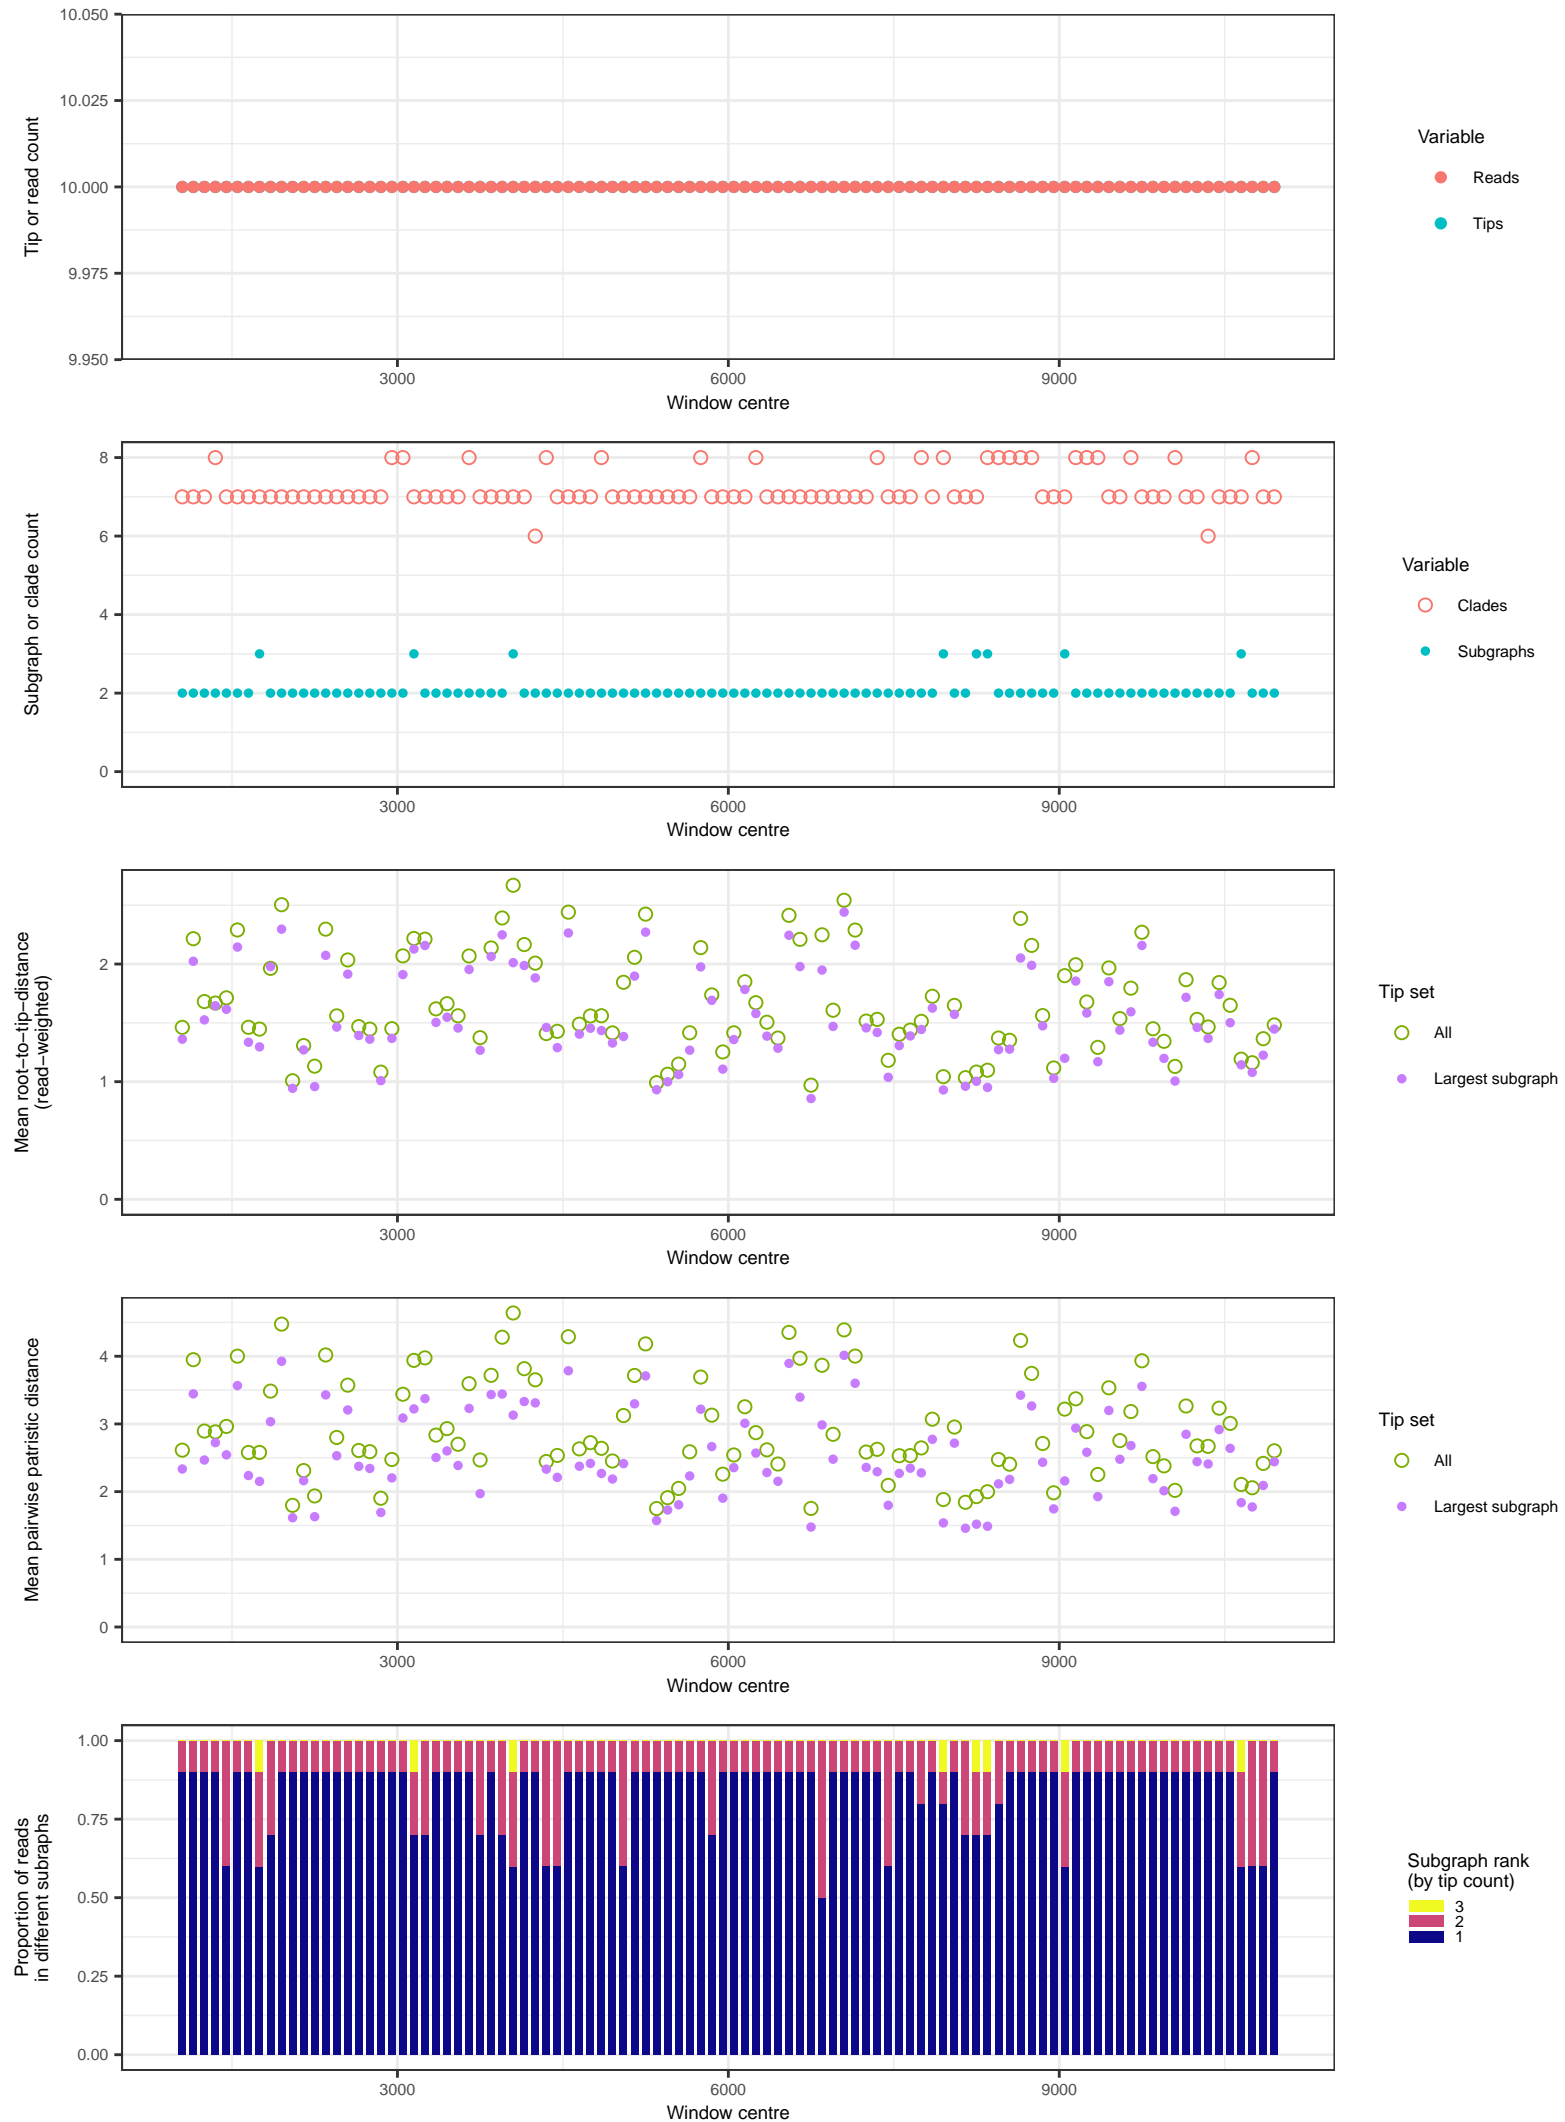 10.050
10.025
10.000
9.975
9.950
Tip or read count
3000 6000 9000
Window centre
Variable
Reads
Tips
8
6
4
2
0
Subgraph or clade count
3000 6000 9000
Window centre
Variable
Clades
Subgraphs
2
1
0
Mean root−to−tip−distance
(read−weighted)
3000 6000 9000
Window centre
Tip set
All
Largest subgraph
4
3
2
1
0
Mean pairwise patristic distance
3000 6000 9000
Window centre
Tip set
All
Largest subgraph
1.00
0.75
0.50
0.25
0.00
Proportion of reads
in different subraphs
3000 6000 9000
Window centre
Subgraph rank
(by tip count)
3
2
1